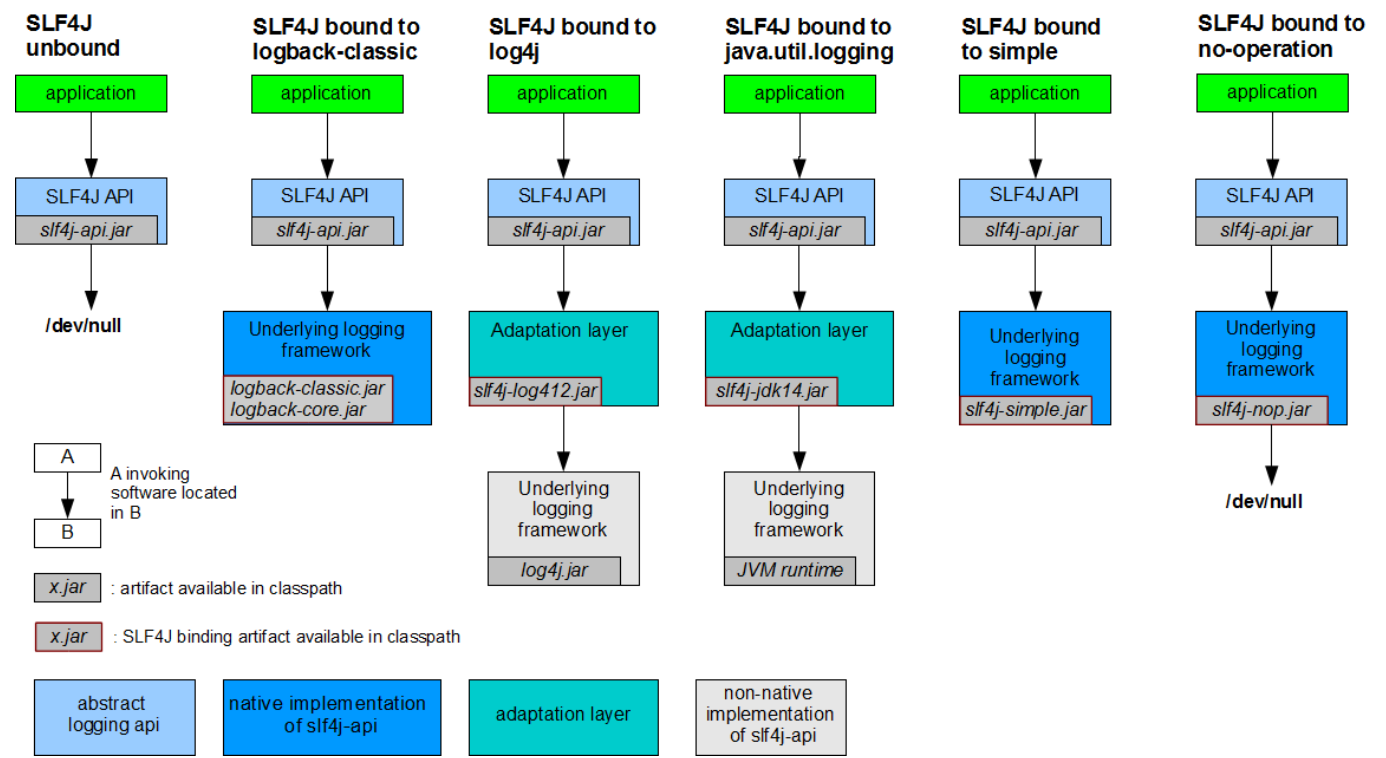 SLF4J
unbound
application
SLF4J API
slf4j-api.jar
/dev/null
SLF4J bound to
logback-classic
application
SLF4J API
slf4j-api.jar
Underlying logging
framework
logback-classic.jar
logback-core.jar
SLF4J bound to
log4j
application
SLF4J API
slf4j-api.jar
Adaptation layer
slf4j-log412.jar
Underlying
logging
framework
log4j.jar
SLF4J bound to
java.util.logging
application
SLF4J API
slf4j-api.jar
Adaptation layer
slf4j-jdk14.jar
Underlying
logging
framework
JVM runtime
SLF4J bound
to simple
application
SLF4J API
slf4j-api.jar
Underlying
logging
framework
slf4j-simple.jar
SLF4J bound to
no-operation
application
SLF4J API
slf4j-api.jar
Underlying
logging
framework
slf4j-nop.jar
/dev/null
A
B
A invoking
software located
in B
x.jar : artifact available in classpath
x.jar : SLF4J binding artifact available in classpath
abstract
logging api
native implementation
of slf4j-api
adaptation layer
non-native
implementation
of slf4j-api